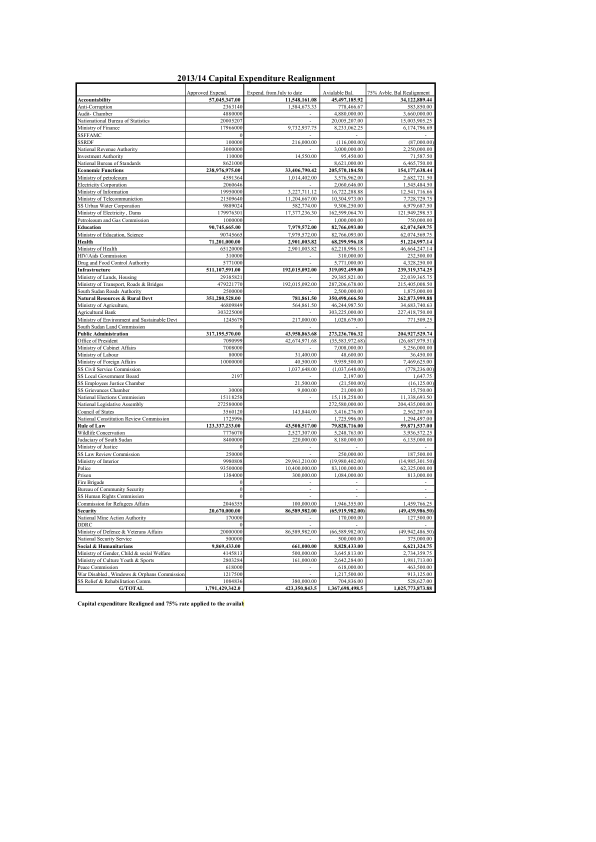 2013/14 Capital Expenditure Realignment
Approved Expend. Expend. from July to date Available Bal. 75% Avble. Bal Realignment
Accountability 57,045,347.00 11,548,161.08 45,497,185.92 34,122,889.44
Anti-Corruption 2363140 1,584,673.33 778,466.67 583,850.00
Audit- Chamber 4880000 - 4,880,000.00 3,660,000.00
Nationational Bureau of Statistics 20005207 - 20,005,207.00 15,003,905.25
Ministry of Finance 17966000 9,732,937.75 8,233,062.25 6,174,796.69
SSFFAMC 0 - - -
SSRDF 100000 216,000.00 (116,000.00) (87,000.00)
National Revenue Authority 3000000 - 3,000,000.00 2,250,000.00
Investment Authority 110000 14,550.00 95,450.00 71,587.50
National Bureau of Standards 8621000 - 8,621,000.00 6,465,750.00
Economic Functions 238,976,975.00 33,406,790.42 205,570,184.58 154,177,638.44
Ministry of petroleum 4591364 1,014,402.00 3,576,962.00 2,682,721.50
Electricity Corporation 2060646 - 2,060,646.00 1,545,484.50
Ministry of Information 19950000 3,227,711.12 16,722,288.88 12,541,716.66
Ministry of Telecommuniction 21509640 11,204,667.00 10,304,973.00 7,728,729.75
SS Urban Water Corporation 9889024 582,774.00 9,306,250.00 6,979,687.50
Ministry of Electricity , Dams 179976301 17,377,236.30 162,599,064.70 121,949,298.53
Petroleum and Gas Commission 1000000 - 1,000,000.00 750,000.00
Education 90,745,665.00 7,979,572.00 82,766,093.00 62,074,569.75
Ministry of Education, Science 90745665 7,979,572.00 82,766,093.00 62,074,569.75
Health 71,201,000.00 2,901,003.82 68,299,996.18 51,224,997.14
Ministry of Health 65120000 2,901,003.82 62,218,996.18 46,664,247.14
HIV/Aids Commission 310000 - 310,000.00 232,500.00
Drug and Food Control Authority 5771000 - 5,771,000.00 4,328,250.00
Infrastructure 511,107,591.00 192,015,092.00 319,092,499.00 239,319,374.25
Ministry of Lands, Housing 29385821 - 29,385,821.00 22,039,365.75
Ministry of Transport, Roads & Bridges 479221770 192,015,092.00 287,206,678.00 215,405,008.50
South Sudan Roads Authority 2500000 - 2,500,000.00 1,875,000.00
Natural Resources & Rural Devt 351,280,528.00 781,861.50 350,498,666.50 262,873,999.88
Ministry of Agriculture, 46809849 564,861.50 46,244,987.50 34,683,740.63
Agricultural Bank 303225000 - 303,225,000.00 227,418,750.00
Ministry of Environment and Sustainable Devt 1245679 217,000.00 1,028,679.00 771,509.25
South Sudan Land Commission 0 - - -
Public Administration 317,195,570.00 43,958,863.68 273,236,706.32 204,927,529.74
Office of President 7090999 42,674,971.68 (35,583,972.68) (26,687,979.51)
Ministry of Cabinet Affairs 7008000 - 7,008,000.00 5,256,000.00
Ministry of Labour 80000 31,400.00 48,600.00 36,450.00
Ministry of Foreign Affairs 10000000 40,500.00 9,959,500.00 7,469,625.00
SS Civil Service Commission 0 1,037,648.00 (1,037,648.00) (778,236.00)
SS Local Government Board 2197 - 2,197.00 1,647.75
SS Employees Justice Chamber 21,500.00 (21,500.00) (16,125.00)
SS Grievances Chamber 30000 9,000.00 21,000.00 15,750.00
National Elections Commission 15118258 - 15,118,258.00 11,338,693.50
National Legislative Assembly 272580000 - 272,580,000.00 204,435,000.00
Council of States 3560120 143,844.00 3,416,276.00 2,562,207.00
National Constitution Review Commission 1725996 - 1,725,996.00 1,294,497.00
Rule of Law 123,337,233.00 43,508,517.00 79,828,716.00 59,871,537.00
Wildlife Concervation 7776070 2,527,307.00 5,248,763.00 3,936,572.25
Judaciary of South Sudan 8400000 220,000.00 8,180,000.00 6,135,000.00
Ministry of Justice - - -
SS Law Review Commission 250000 - 250,000.00 187,500.00
Ministry of Interior 9980808 29,961,210.00 (19,980,402.00) (14,985,301.50)
Police 93500000 10,400,000.00 83,100,000.00 62,325,000.00
Prison 1384000 300,000.00 1,084,000.00 813,000.00
Fire Brigade 0 - - -
Bureau of Community Security 0 - - -
SS Human Rights Commission 0 - - -
Commission for Refugees Affairs 2046355 100,000.00 1,946,355.00 1,459,766.25
Security 20,670,000.00 86,589,982.00 (65,919,982.00) (49,439,986.50)
National Mine Action Authority 170000 - 170,000.00 127,500.00
DDRC 0 - - -
Ministry of Defence & Veterans Affairs 20000000 86,589,982.00 (66,589,982.00) (49,942,486.50)
National Security Service 500000 - 500,000.00 375,000.00
Social & Humanitarians 9,869,433.00 661,000.00 8,828,433.00 6,621,324.75
Ministry of Gender, Child & social Welfare 4145813 500,000.00 3,645,813.00 2,734,359.75
Ministry of Culture Youth & Sports 2803284 161,000.00 2,642,284.00 1,981,713.00
Peace Commission 618000 - 618,000.00 463,500.00
War Disabled , Windows & Orphans Commission 1217500 - 1,217,500.00 913,125.00
SS Relief & Rehabilitation Comm. 1084836 380,000.00 704,836.00 528,627.00
G/TOTAL 1,791,429,342.0 423,350,843.5 1,367,698,498.5 1,025,773,873.88
Capital expenditure Realigned and 75% rate applied to the availal